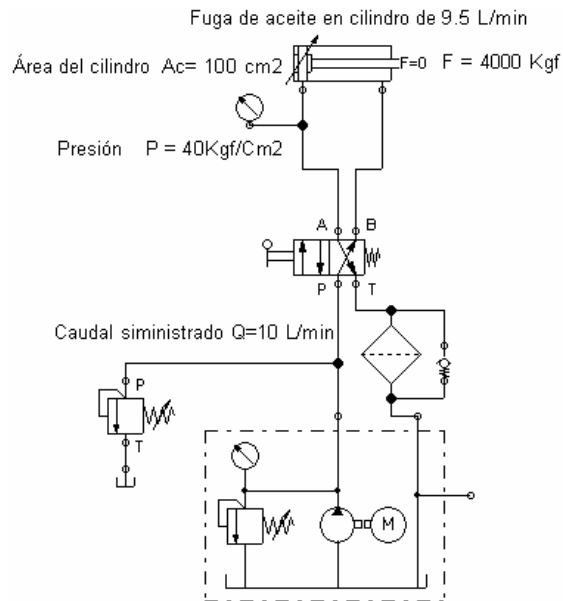 Fuga de aceite en cilindro de 9.5 L/min
Área del cilindro Ac= 100 cm2
F=0 F = 4000 Kgf
Presión P = 40Kgf/Cm2
A B
P T
Caudal siministrado Q=10 L/min
P
T
M